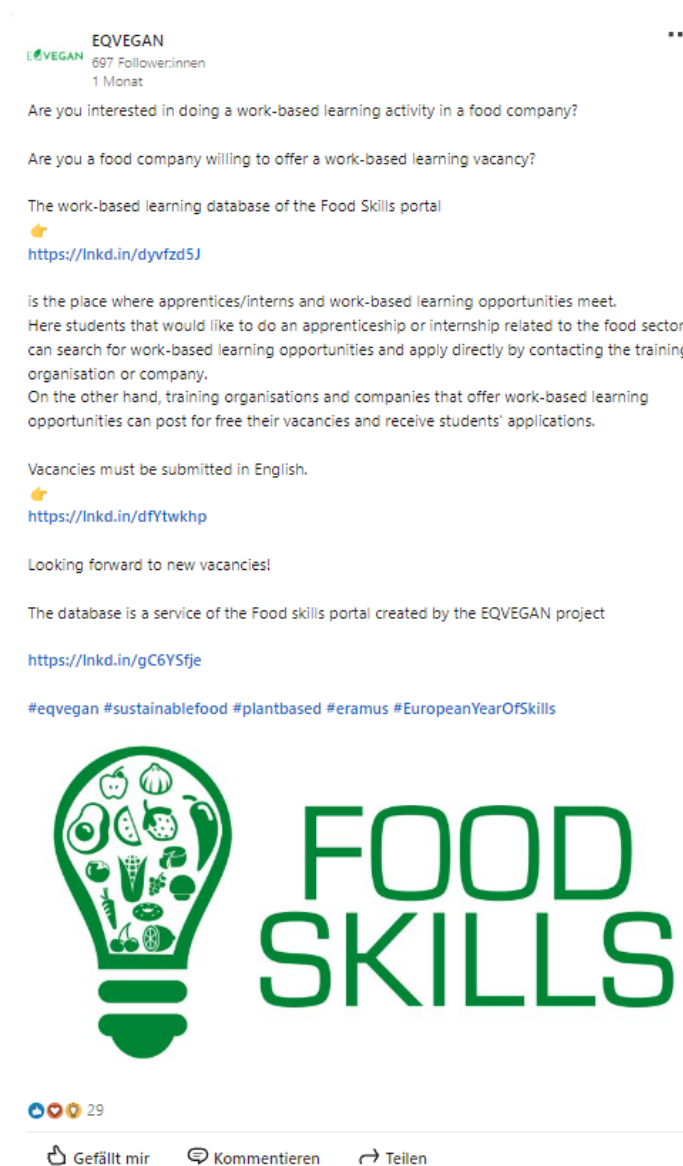 EQVEGAN
EQVEGAN
697 Follower:innen
1 Monat
Are you interested in doing a work-based learning activity in a food company?
Are you a food company willing to offer a work-based learning vacancy?
The work-based learning database of the Food Skills portal
👉
https://lnkd.in/dyvfzd5J
is the place where apprentices/interns and work-based learning opportunities meet.
Here students that would like to do an apprenticeship or internship related to the food sector
can search for work-based learning opportunities and apply directly by contacting the training
organisation or company.
On the other hand, training organisations and companies that offer work-based learning
opportunities can post for free their vacancies and receive students' applications.
Vacancies must be submitted in English.
👉
https://lnkd.in/dfYtwkhp
Looking forward to new vacancies!
The database is a service of the Food skills portal created by the EQVEGAN project
https://lnkd.in/gC6YSfje
#eqvegan #sustainablefood #plantbased #eramus #EuropeanYearOfSkills
FOOD
SKILLS
29
Gefällt mir Kommentieren Teilen